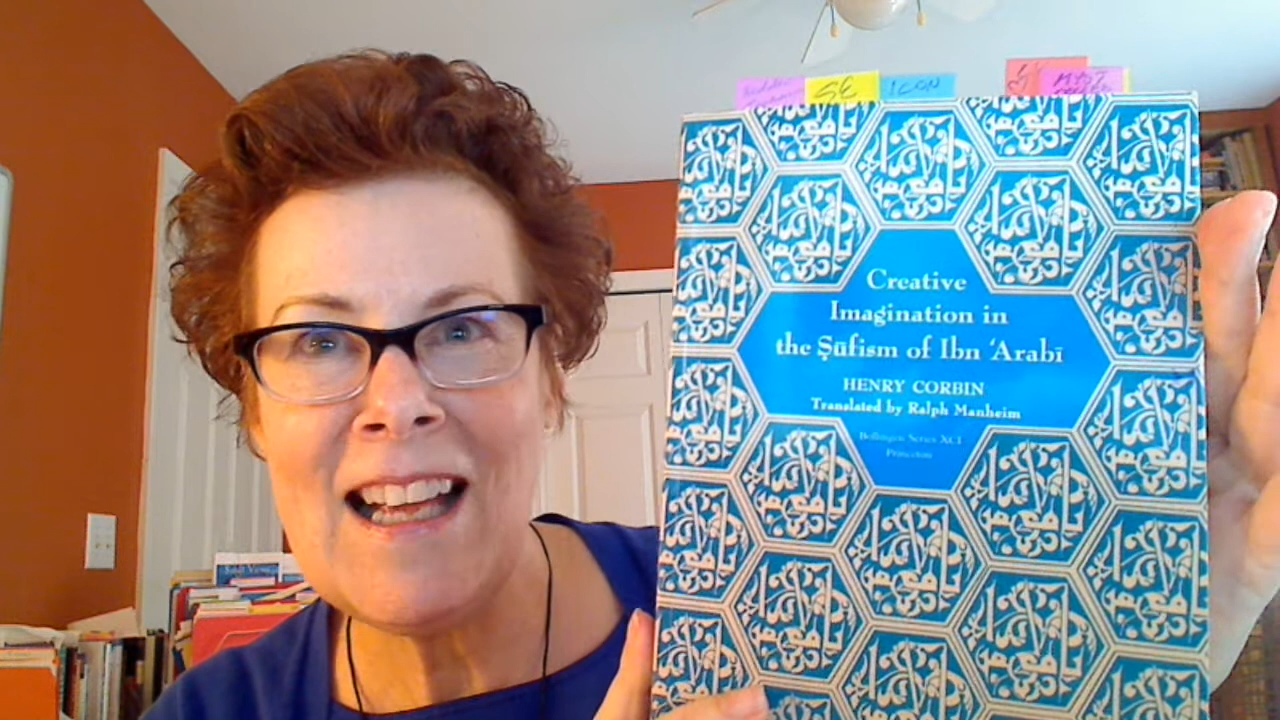 SE
ICON
Creative
Imagination in
the Ṣūfism of Ibn ʿArabī
HENRY CORBIN
Translated by Ralph Manheim
Bollingen Series XCI
Princeton